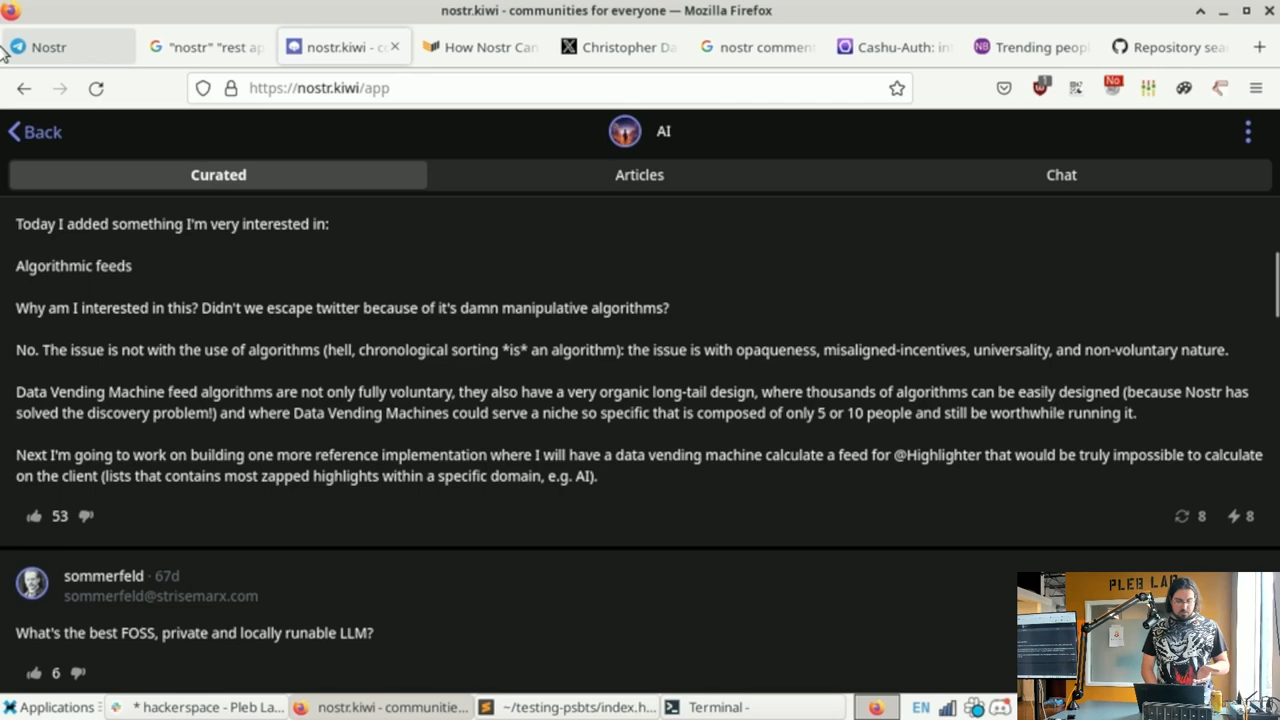 nostr.kiwi - communities for everyone — Mozilla Firefox
Nostr
"nostr" "rest ap
nostr.kiwi - co
How Nostr Can
Christopher Da
nostr comment
Cashu-Auth: in
Trending peopl
Repository sear
https://nostr.kiwi/app
1
No
Back
AI
Curated
Articles
Chat
Today I added something I'm very interested in:
Algorithmic feeds
Why am I interested in this? Didn't we escape twitter because of it's damn manipulative algorithms?
No. The issue is not with the use of algorithms (hell, chronological sorting *is* an algorithm): the issue is with opaqueness, misaligned-incentives, universality, and non-voluntary nature.
Data Vending Machine feed algorithms are not only fully voluntary, they also have a very organic long-tail design, where thousands of algorithms can be easily designed (because Nostr has
solved the discovery problem!) and where Data Vending Machines could serve a niche so specific that is composed of only 5 or 10 people and still be worthwhile running it.
Next I'm going to work on building one more reference implementation where I will have a data vending machine calculate a feed for @Highlighter that would be truly impossible to calculate
on the client (lists that contains most zapped highlights within a specific domain, e.g. AI).
53
8
8
sommerfeld · 67d
sommerfeld@strisemarx.com
What's the best FOSS, private and locally runable LLM?
6
PLEB LAB
Applications
* hackerspace - Pleb La...
nostr.kiwi - communitie...
~/testing-psbts/index.h...
Terminal -
EN